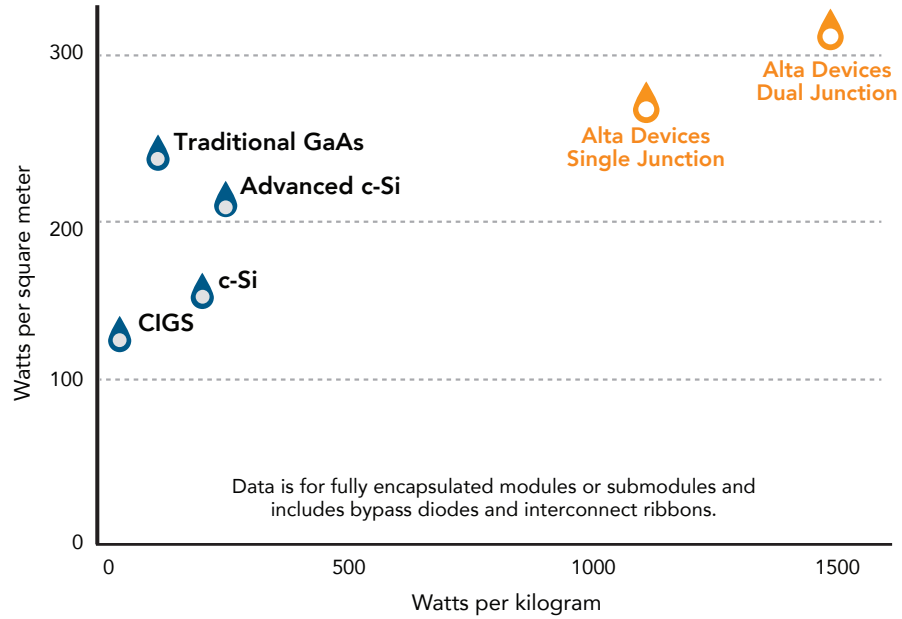 300
Alta Devices
Dual Junction
Traditional GaAs
Alta Devices
Single Junction
Advanced c-Si
200
c-Si
CIGS
Watts per square meter
100
Data is for fully encapsulated modules or submodules and
includes bypass diodes and interconnect ribbons.
0
0 500 1000 1500
Watts per kilogram